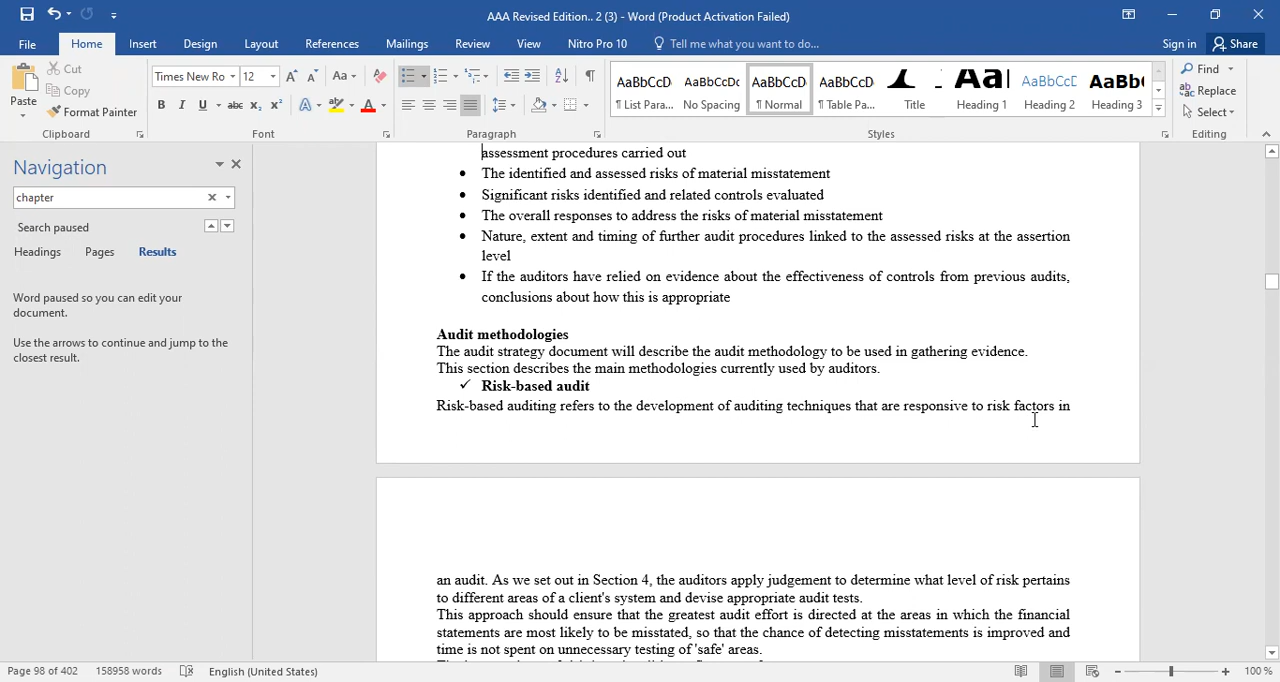 AAA Revised Edition.. 2 (3) - Word (Product Activation Failed)
File Home Insert Design Layout References Mailings Review View Nitro Pro 10 Tell me what you want to do... Sign in Share
Paste
Cut
Copy
Format Painter
Clipboard
Times New Ro 12
Font
Paragraph
AaBbCcD AaBbCcDc AaBbCcD AaBbCcD AaBbCcD AaBbC
¶ List Para... No Spacing ¶ Normal ¶ Table Pa... Title Heading 1 Heading 2 Heading 3
Styles
Find
Replace
Select
Editing
Navigation
chapter
Search paused
Headings Pages Results
Word paused so you can edit your
document.
Use the arrows to continue and jump to the
closest result.
assessment procedures carried out
• The identified and assessed risks of material misstatement
• Significant risks identified and related controls evaluated
• The overall responses to address the risks of material misstatement
• Nature, extent and timing of further audit procedures linked to the assessed risks at the assertion
level
• If the auditors have relied on evidence about the effectiveness of controls from previous audits,
conclusions about how this is appropriate
Audit methodologies
The audit strategy document will describe the audit methodology to be used in gathering evidence.
This section describes the main methodologies currently used by auditors.
✓ Risk-based audit
Risk-based auditing refers to the development of auditing techniques that are responsive to risk factors in
an audit. As we set out in Section 4, the auditors apply judgement to determine what level of risk pertains
to different areas of a client's system and devise appropriate audit tests.
This approach should ensure that the greatest audit effort is directed at the areas in which the financial
statements are most likely to be misstated, so that the chance of detecting misstatements is improved and
time is not spent on unnecessary testing of 'safe' areas.
Page 98 of 402 158958 words English (United States) 100 %